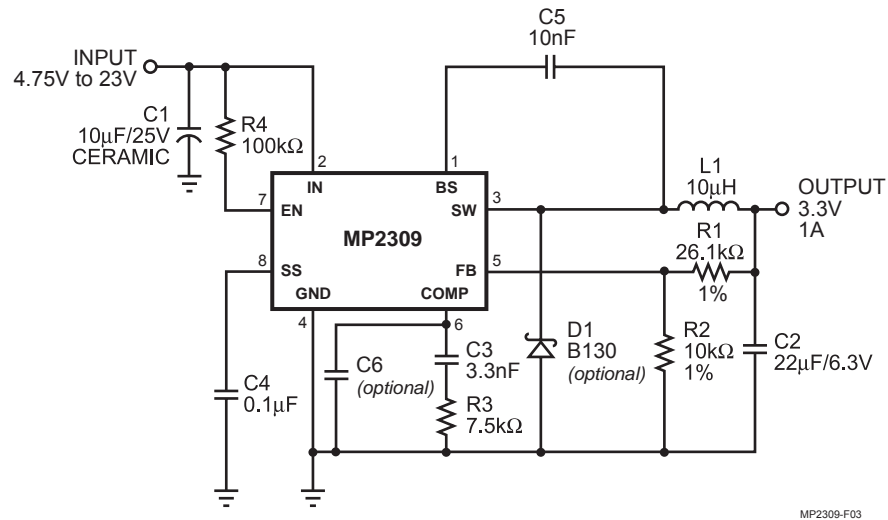 C5
10nF
INPUT
4.75V to 23V
C1
10µF/25V
CERAMIC
R4
100kΩ
2
1
IN
BS
L1
10µH
OUTPUT
3.3V
1A
7
EN
SW
3
MP2309
R1
26.1kΩ
1%
8
SS
FB
5
GND
COMP
4
6
C4
0.1µF
C6
(optional)
C3
3.3nF
R3
7.5kΩ
D1
B130
(optional)
R2
10kΩ
1%
C2
22µF/6.3V
MP2309-F03